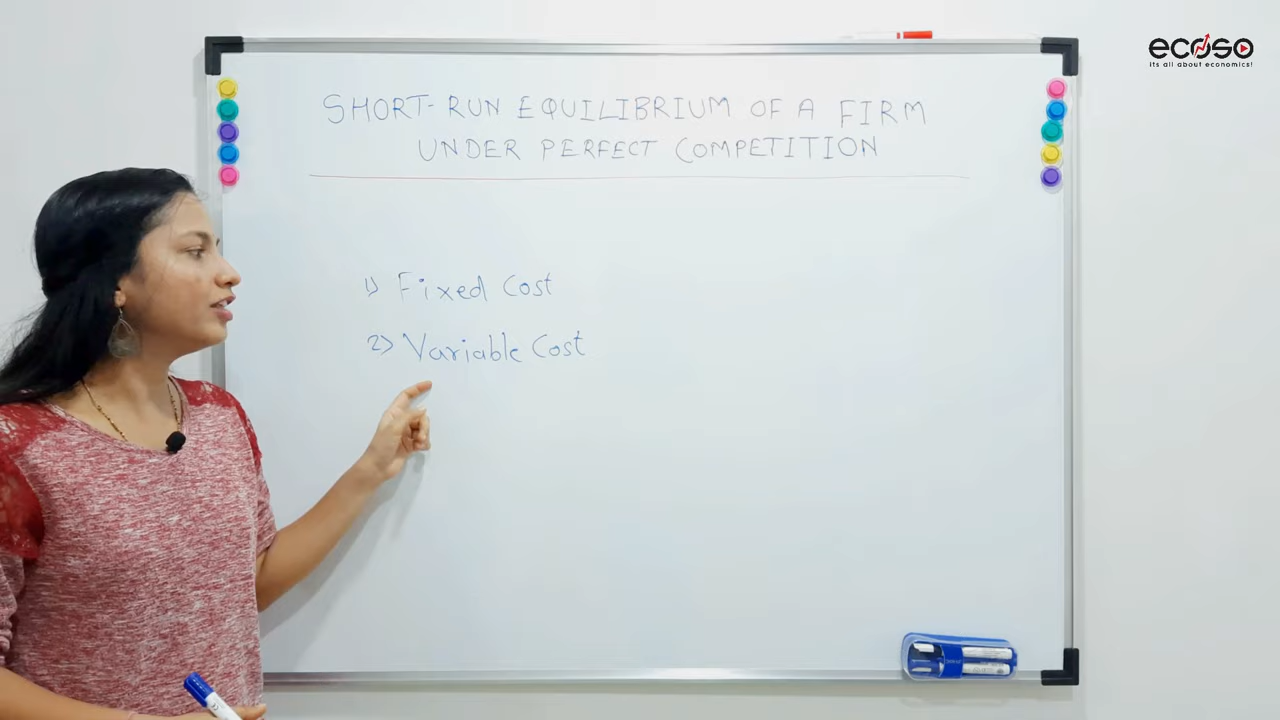 ecoso
its all about economics!
SHORT-RUN EQUILIBRIUM OF A FIRM
UNDER PERFECT COMPETITION
1) Fixed Cost
2) Variable Cost